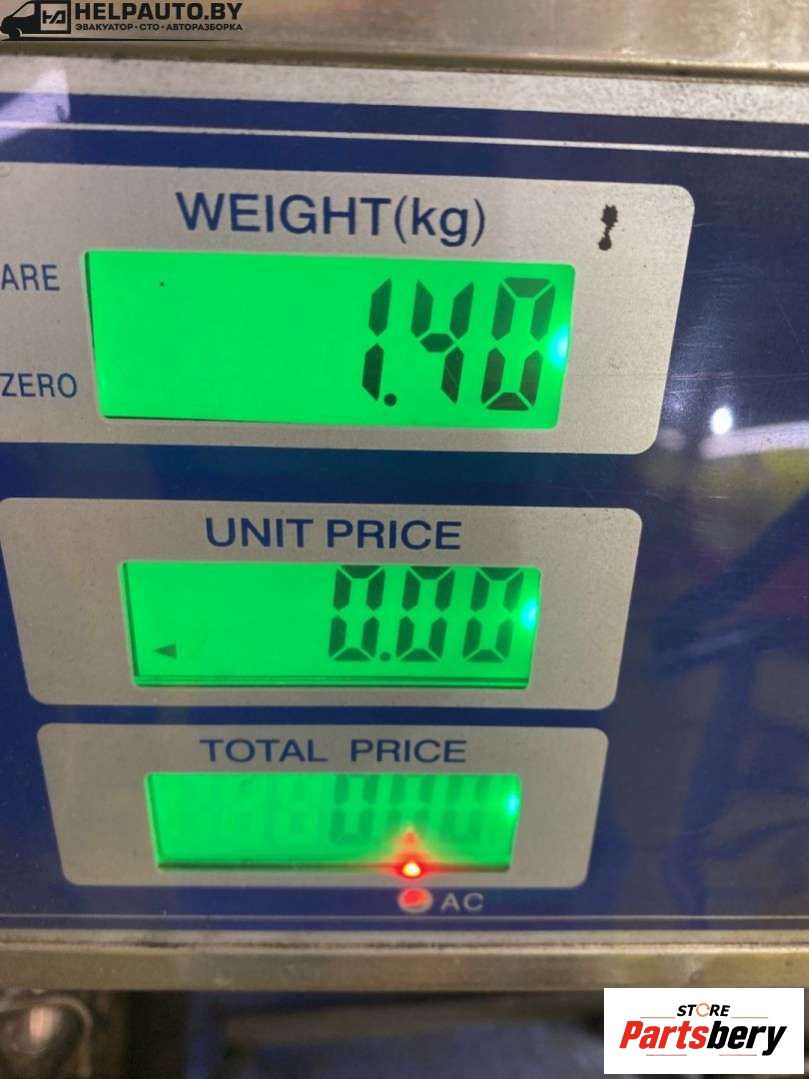 HELPAUTO.BY
ЭВАКУАТОР · СТО · АВТОРАЗБОРКА
WEIGHT(kg)
ARE
1.40
ZERO
UNIT PRICE
0.00
TOTAL PRICE
000
AC
STORE
Partsbery